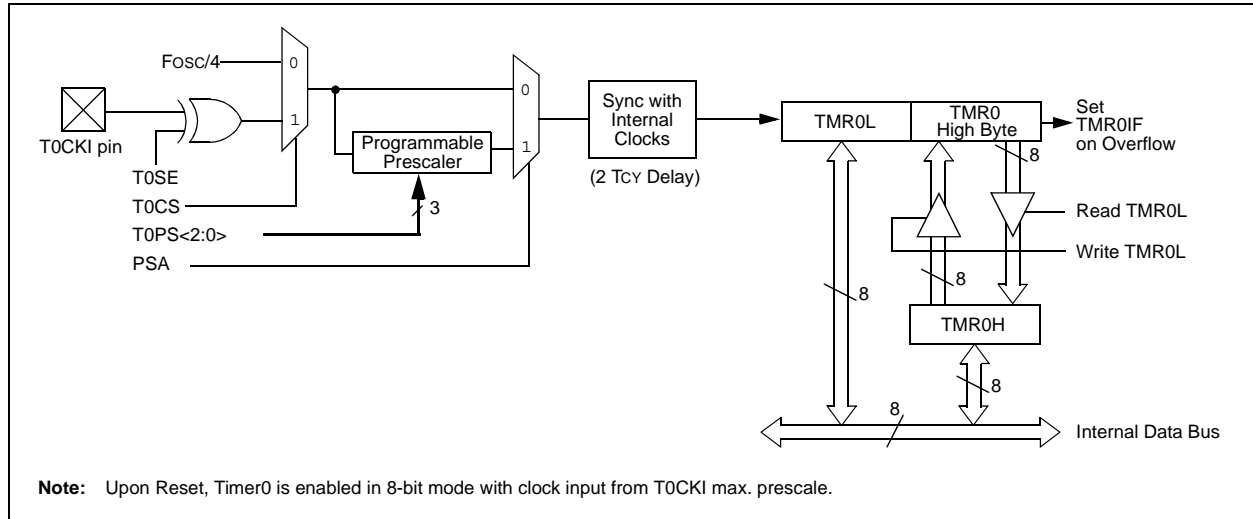 FOSC/4
0
1
T0CKI pin
T0SE
T0CS
T0PS<2:0>
PSA
Programmable
Prescaler
3
0
1
Sync with
Internal
Clocks
(2 TCY Delay)
TMR0L
TMR0
High Byte
Set
TMR0IF
on Overflow
8
Read TMR0L
Write TMR0L
8
8
TMR0H
8
8
Internal Data Bus
Note: Upon Reset, Timer0 is enabled in 8-bit mode with clock input from T0CKI max. prescale.